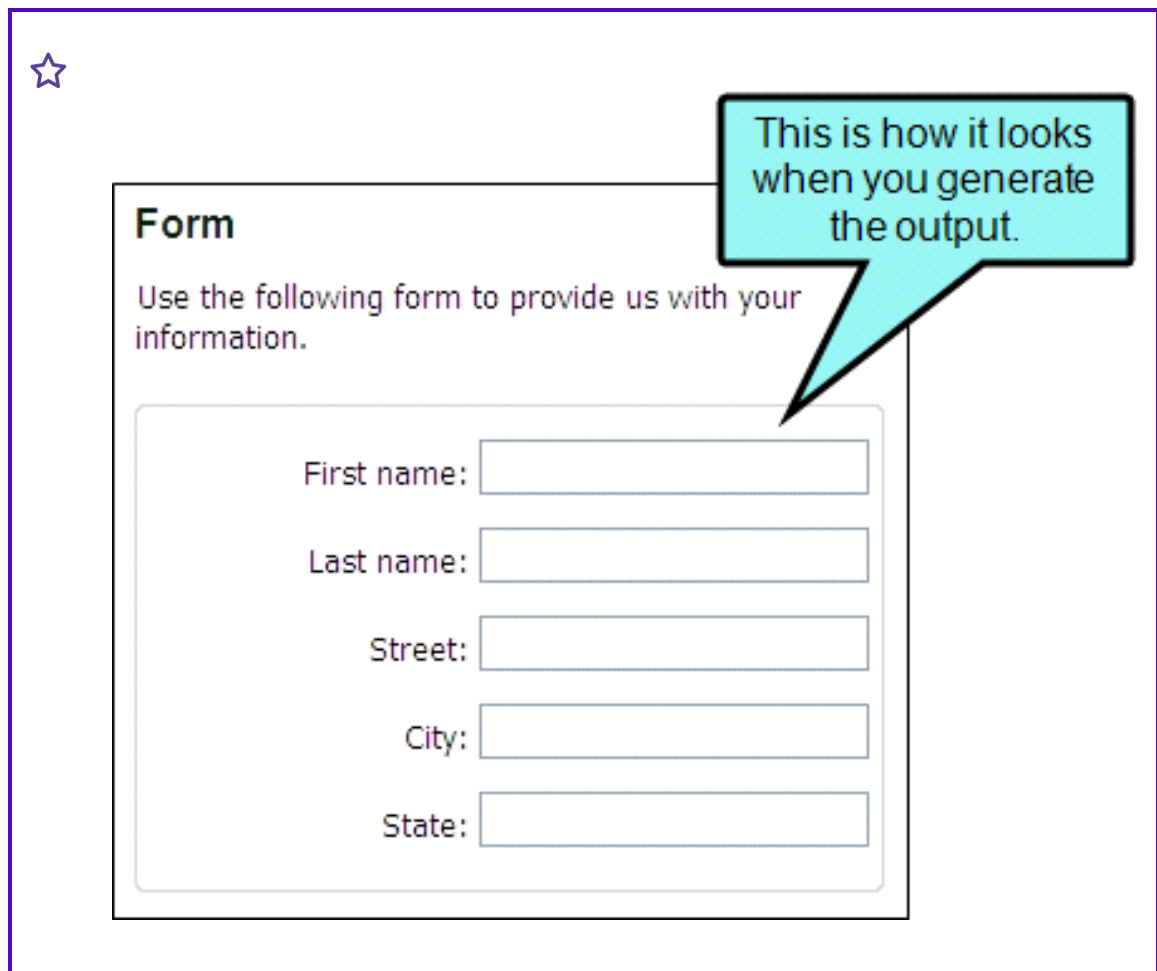 This is how it looks
when you generate
the output.
Form
Use the following form to provide us with your
information.
First name:
Last name:
Street:
City:
State: